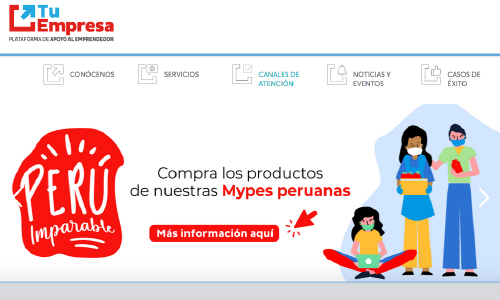 Tu
Empresa
PLATAFORMA DE APOYO AL EMPRENDEDOR
CONÓCENOS
SERVICIOS
CANALES DE
ATENCIÓN
NOTICIAS Y
EVENTOS
CASOS DE
ÉXITO
PERÚ
Imparable
Compra los productos
de nuestras Mypes peruanas
Más información aquí